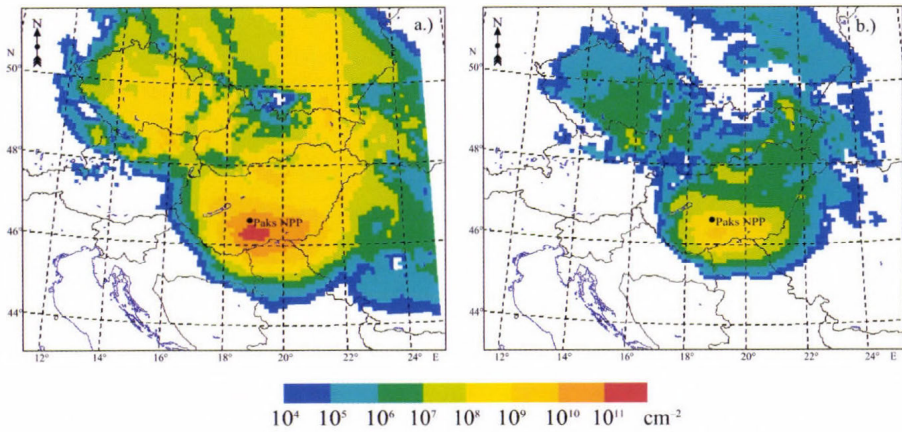 a.)
N
50°
48°
46°
44°
Paks NPP
12° 14° 16° 18° 20° 22° 24° E
b.)
N
50°
48°
46°
44°
Paks NPP
12° 14° 16° 18° 20° 22° 24° E
10⁴ 10⁵ 10⁶ 10⁷ 10⁸ 10⁹ 10¹⁰ 10¹¹ cm⁻²